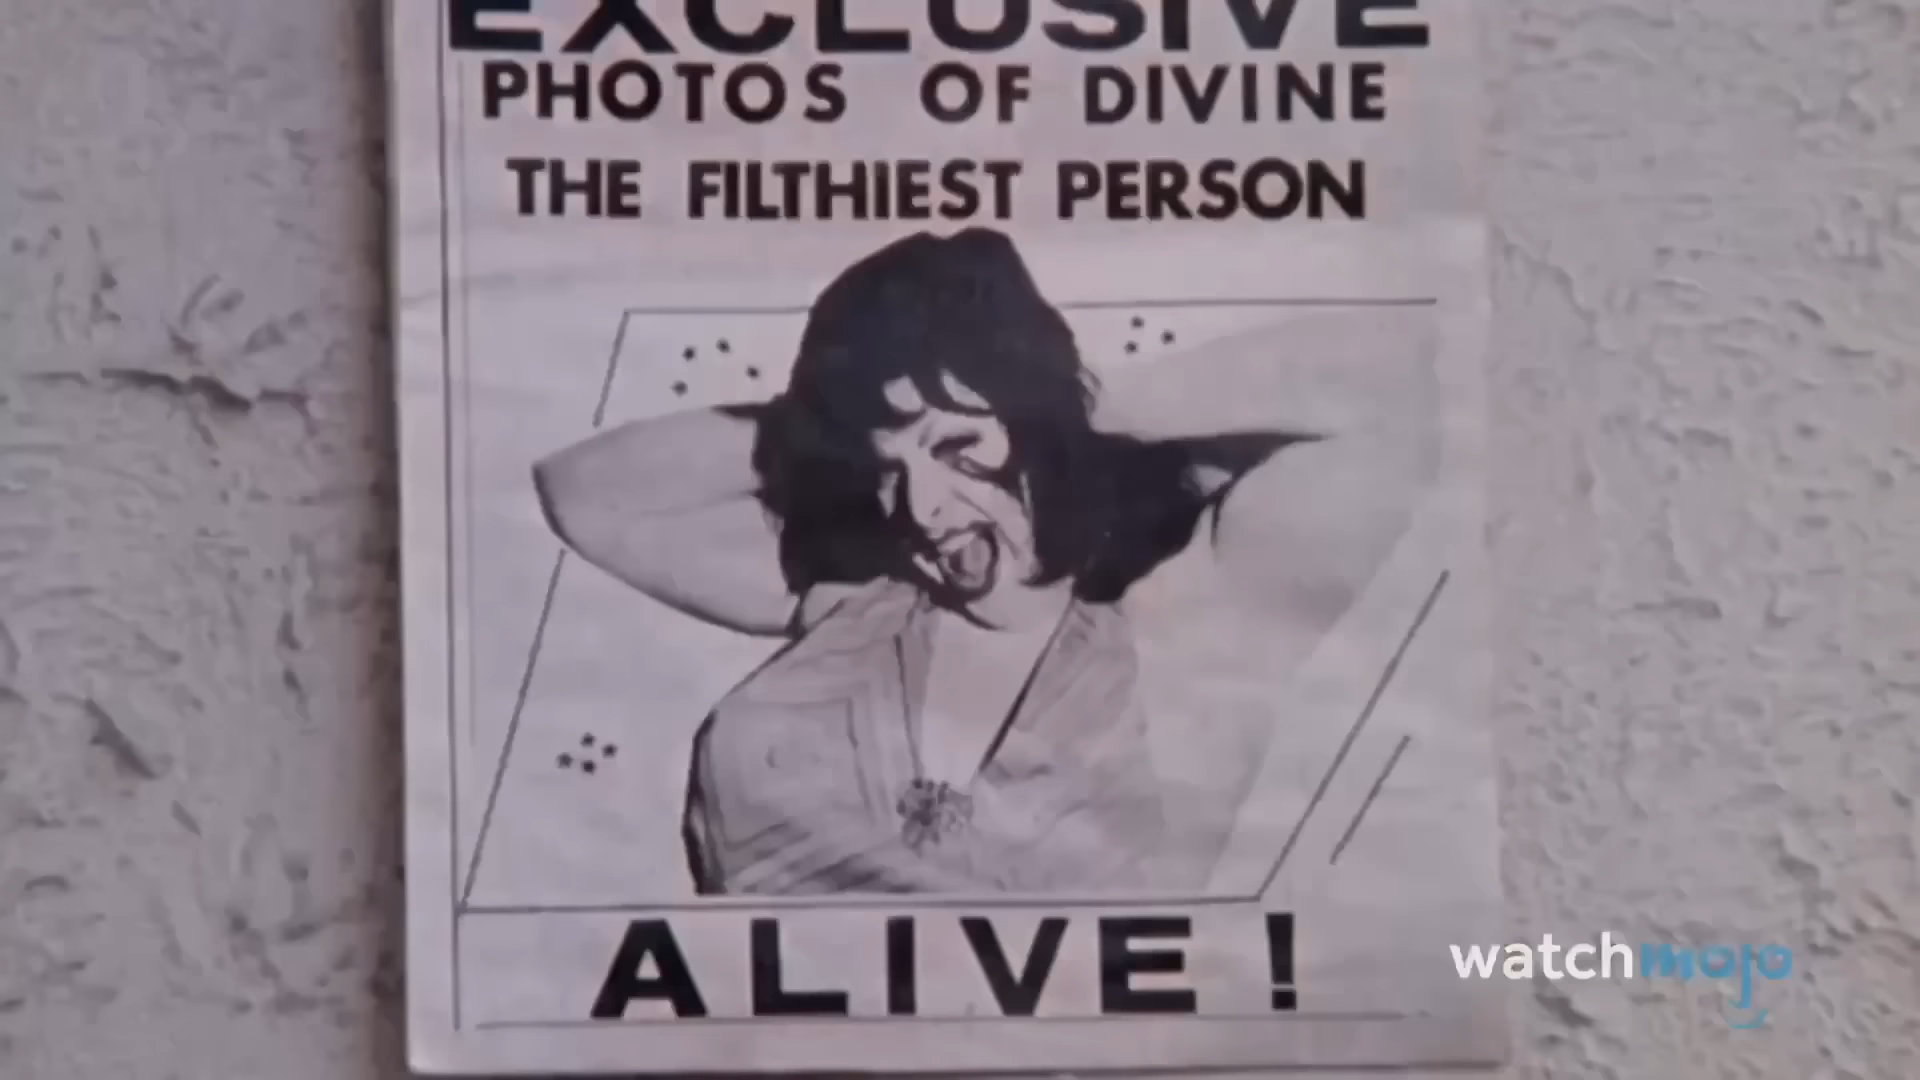 EXCLUSIVE
PHOTOS OF DIVINE
THE FILTHIEST PERSON
ALIVE!
watchmojo